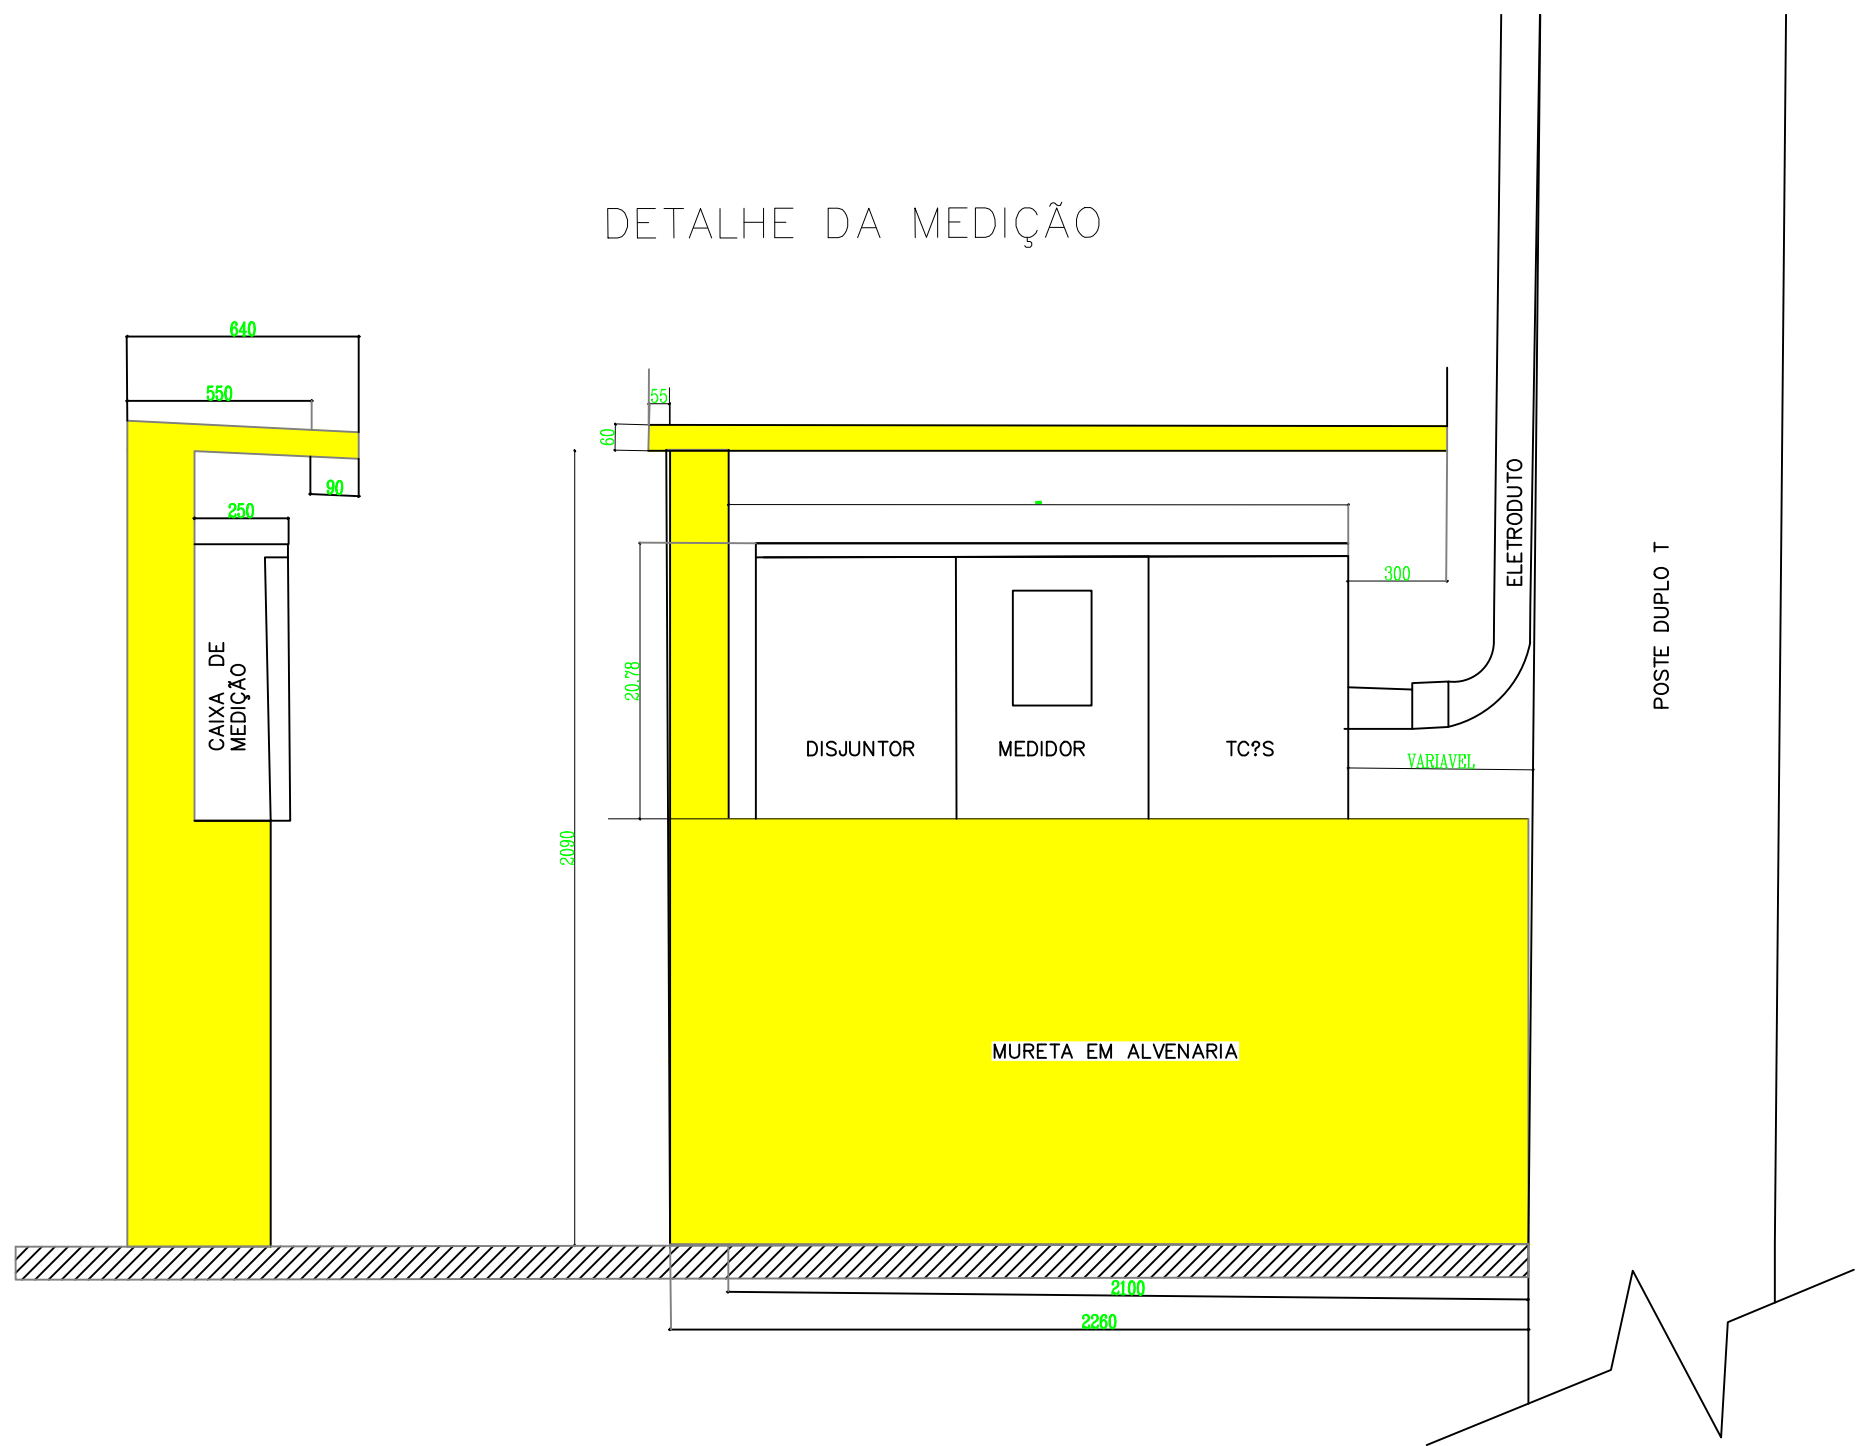 DETALHE DA MEDIÇÃO
640
550
90
250
CAIXA DE
MEDIÇÃO
55
60
-
300
20.78
2090
DISJUNTOR
MEDIDOR
TC?S
VARIAVEL
ELETRODUTO
POSTE DUPLO T
MURETA EM ALVENARIA
2100
2260